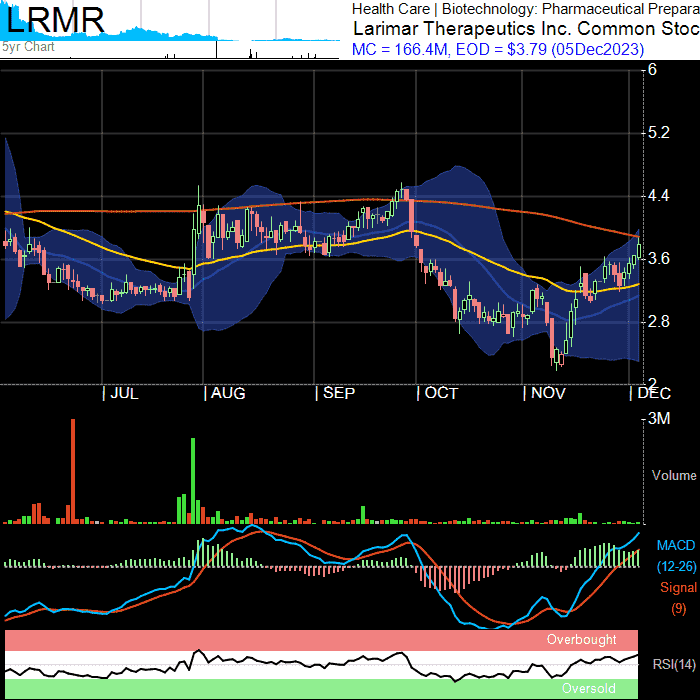 LRMR
5yr Chart
Health Care | Biotechnology: Pharmaceutical Prepara
Larimar Therapeutics Inc. Common Stoc
MC = 166.4M, EOD = $3.79 (05Dec2023)
6
5.2
4.4
3.6
2.8
2
JUL AUG SEP OCT NOV DEC
3M
Volume
MACD
(12-26)
Signal
(9)
Overbought
RSI(14)
Oversold